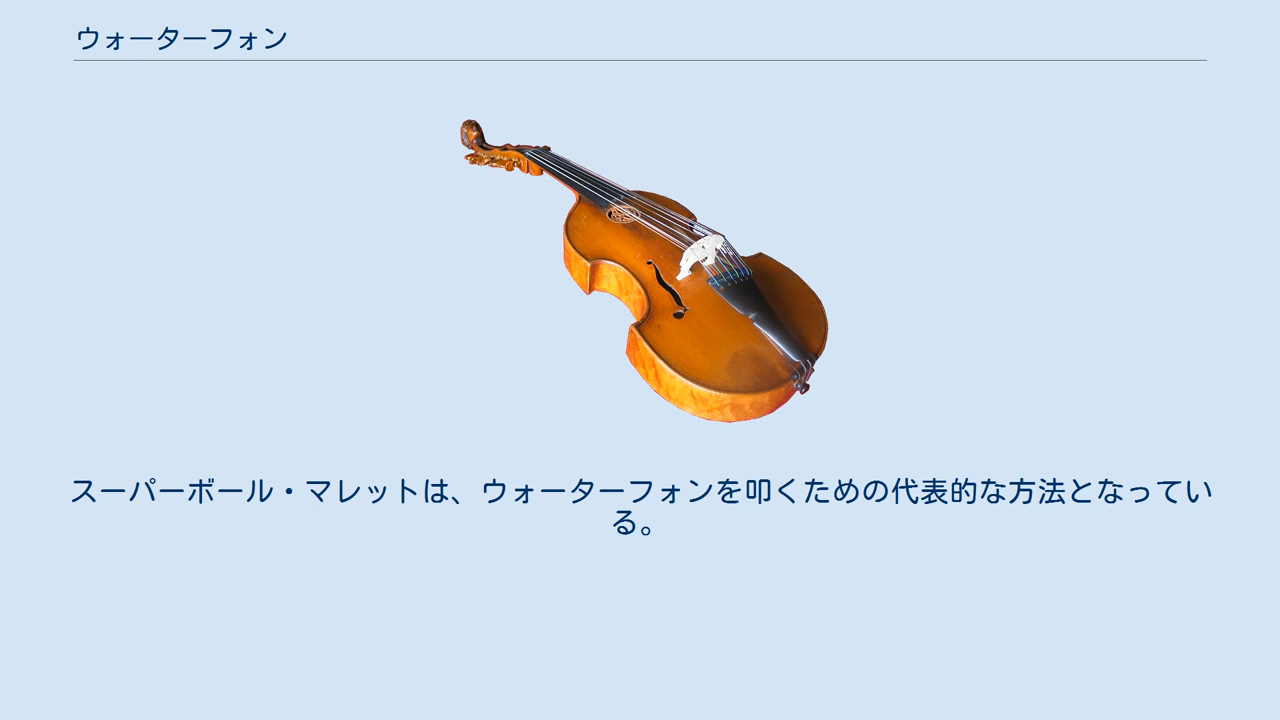 ウォーターフォン
スーパーボール・マレットは、ウォーターフォンを叩くための代表的な方法となってい
る。